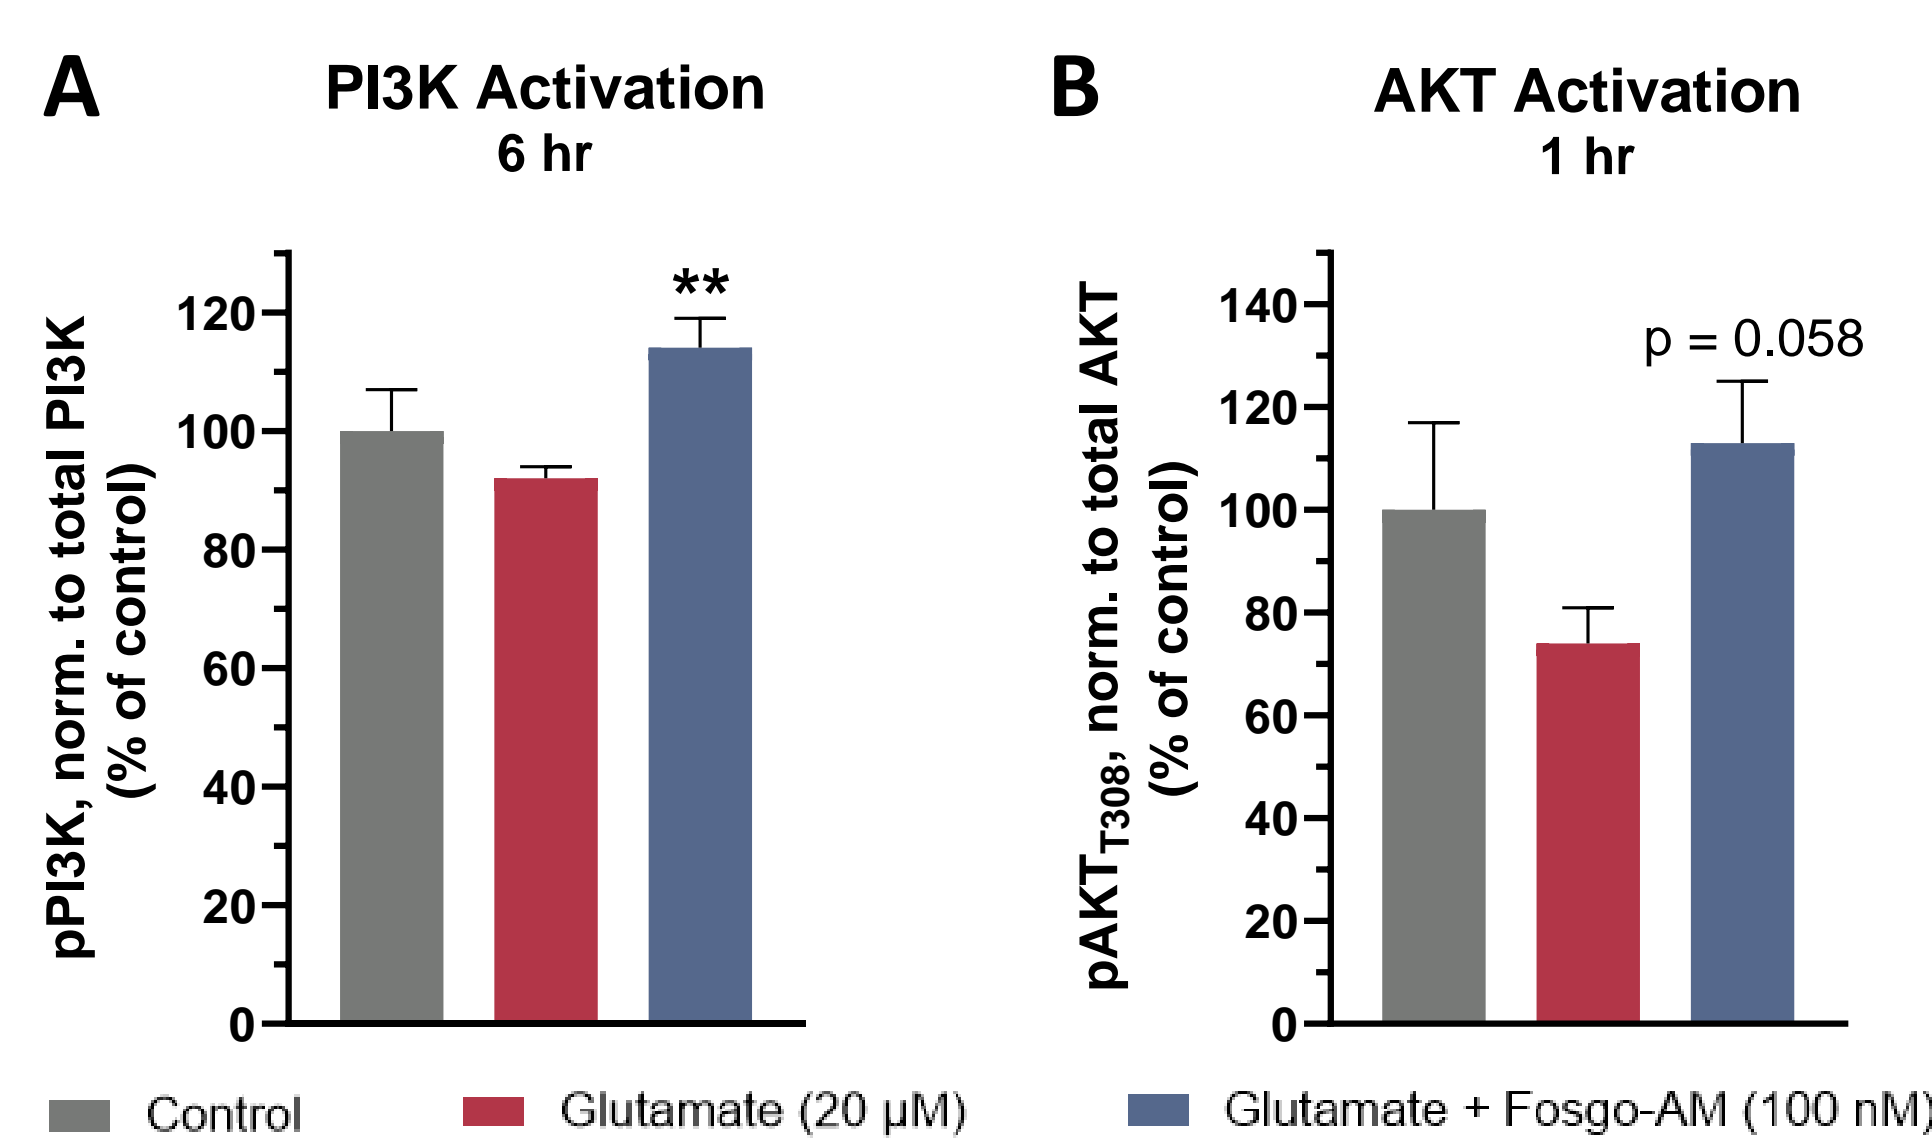 A
PI3K Activation
6 hr
pPI3K, norm. to total PI3K
(% of control)
120
100
80
60
40
20
0
**
B
AKT Activation
1 hr
pAKTT308, norm. to total AKT
(% of control)
140
120
100
80
60
40
20
0
p = 0.058
Control
Glutamate (20 µM)
Glutamate + Fosgo-AM (100 nM)